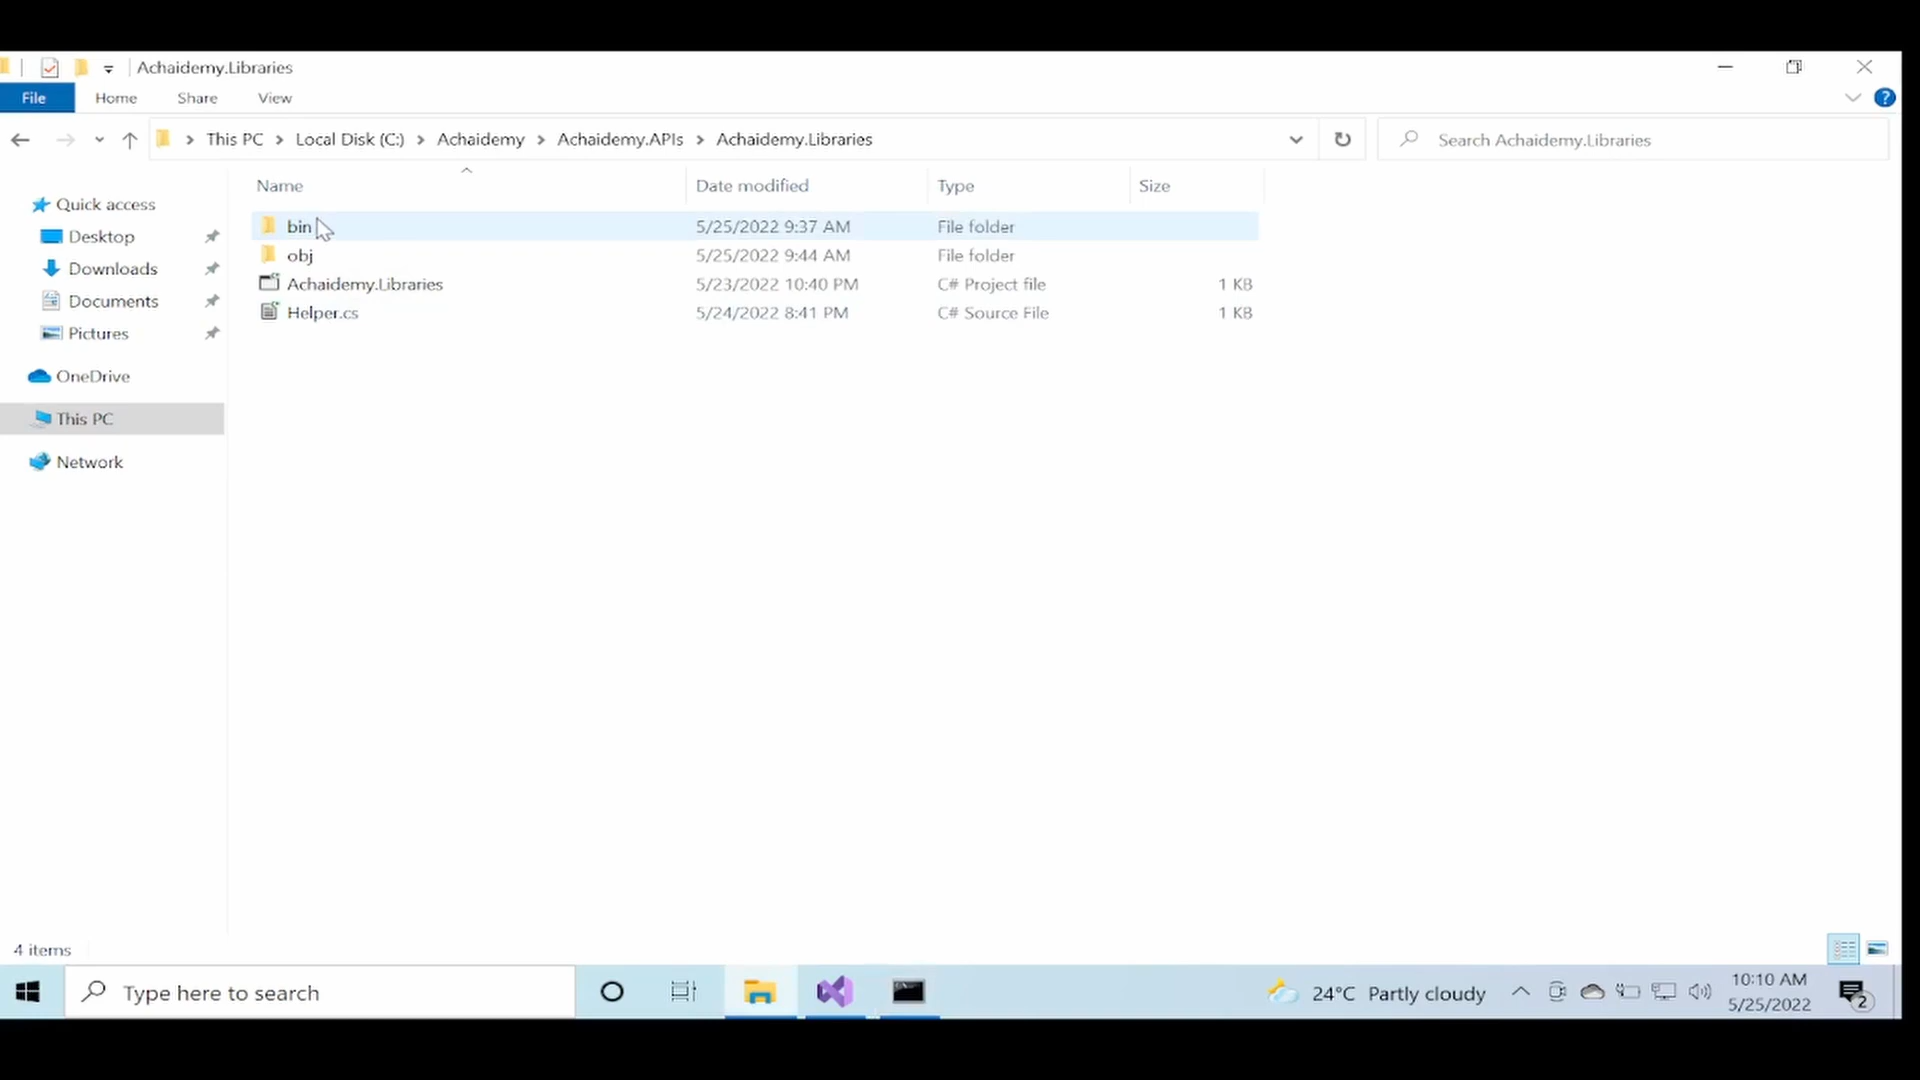 Achaidemy.Libraries
File Home Share View
This PC Local Disk (C:) Achaidemy Achaidemy.APIs Achaidemy.Libraries
Search Achaidemy.Libraries
Name Date modified Type Size
Quick access
Desktop
Downloads
Documents
Pictures
OneDrive
This PC
Network
bin 5/25/2022 9:37 AM File folder
obj 5/25/2022 9:44 AM File folder
Achaidemy.Libraries 5/23/2022 10:40 PM C# Project file 1 KB
Helper.cs 5/24/2022 8:41 PM C# Source File 1 KB
4 items
Type here to search
24°C Partly cloudy
10:10 AM
5/25/2022
2